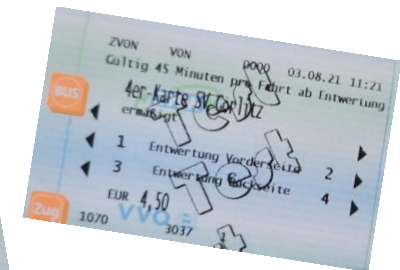 ZVON VON 0000 03.08.21 11:21
Gültig 45 Minuten pro Fahrt ab Entwertung
BUS
4er-Karte SV Görlitz
ermäßigt
1 Entwertung Vorderseite 2
3 Entwertung Rückseite 4
EUR 4,50
Zug
VVO
1070 3037